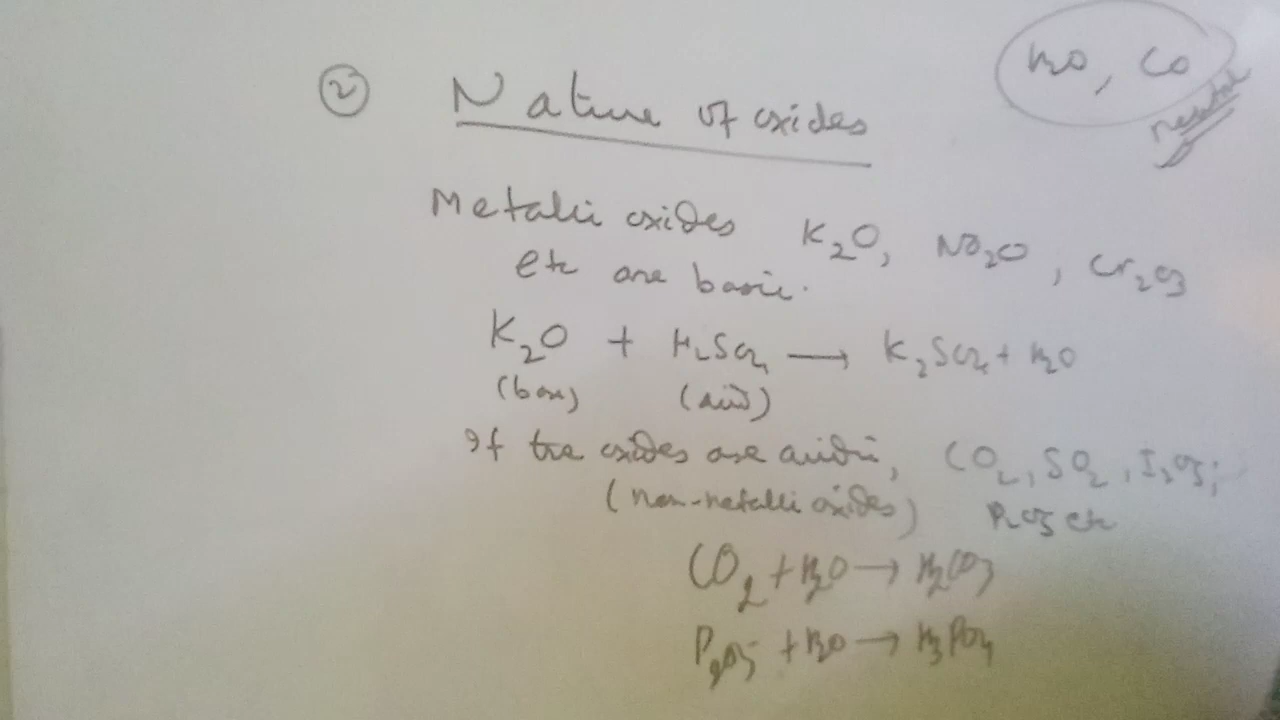 H2O, CO
neutral
② Nature of oxides
Metallic oxides K2O, Na2O, Cr2O3
etc are basic.
K2O + H2SO4 → K2SO4 + H2O
(base) (acid)
If the oxides are acidic, CO2, SO2, I2O5,
(non-metallic oxides) P2O5 etc
CO2 + H2O → H2CO3
P2O5 + H2O → H3PO4